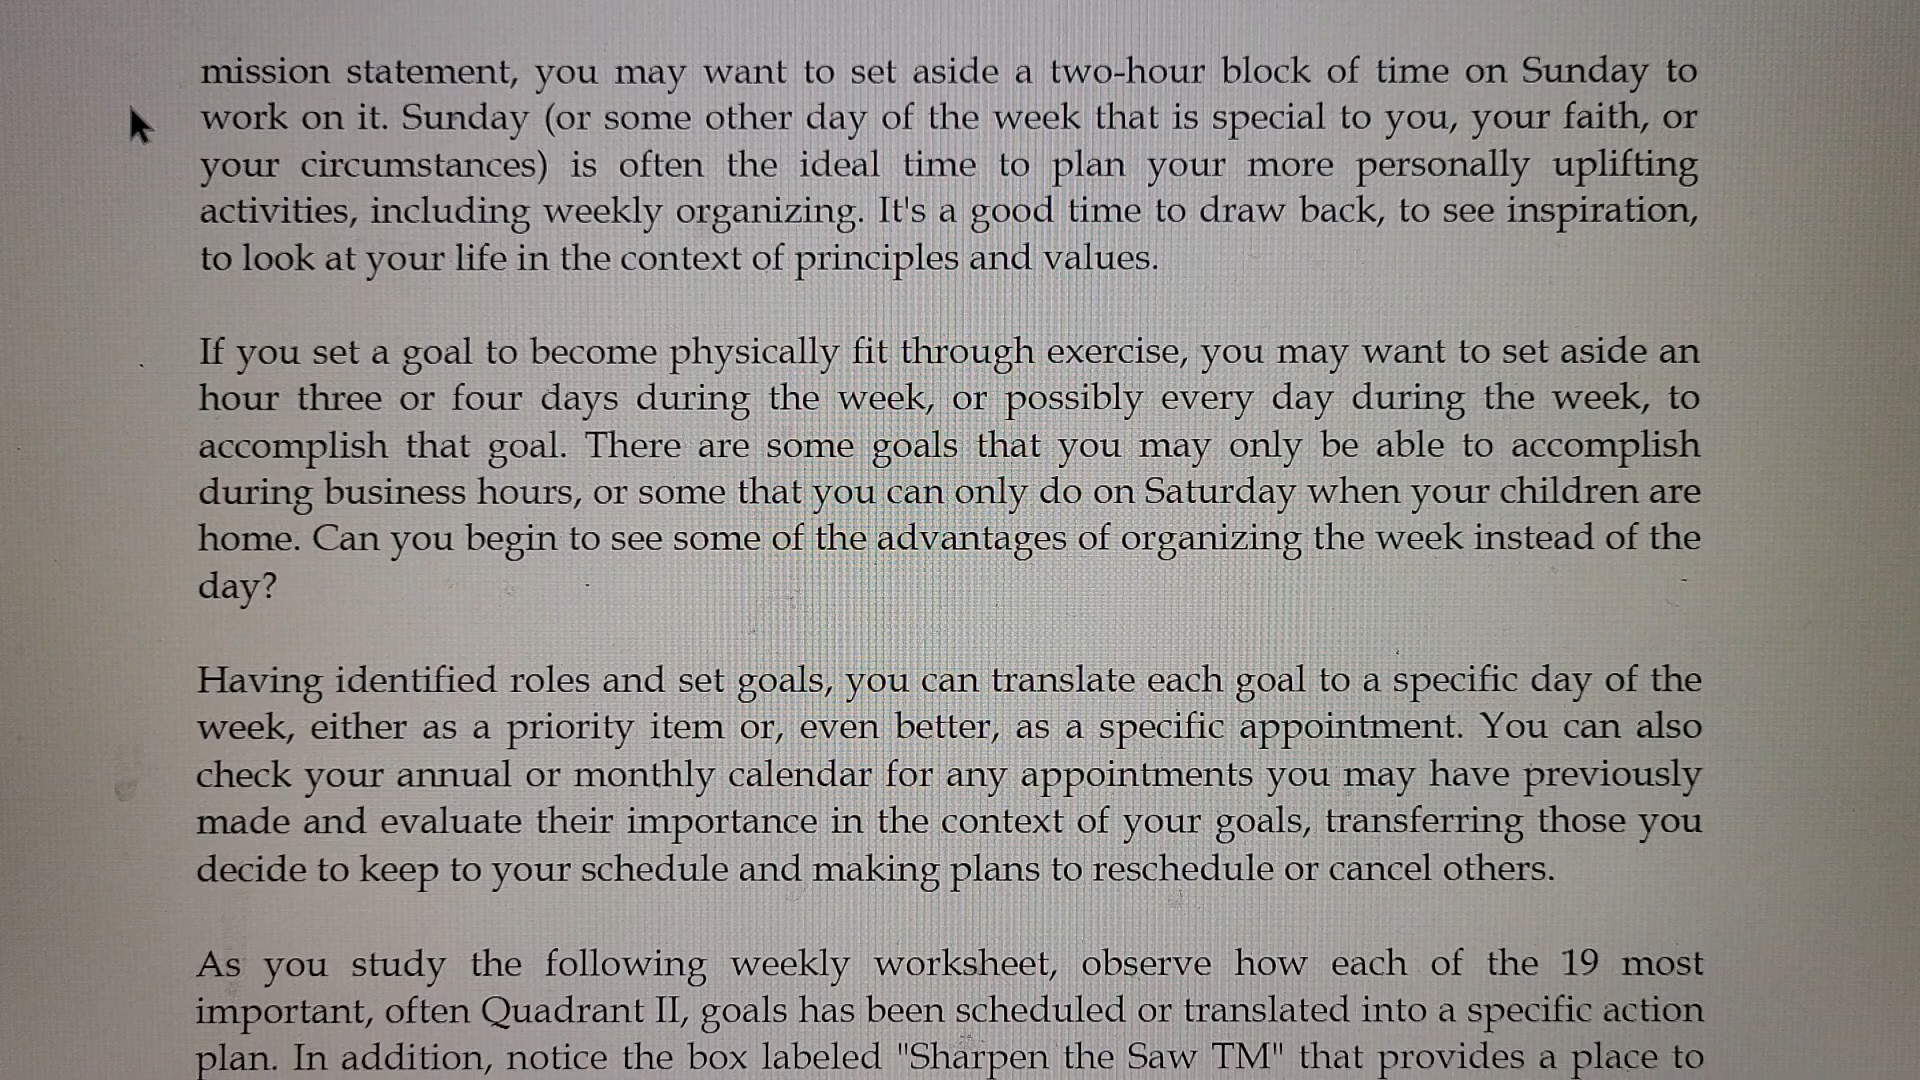 mission statement, you may want to set aside a two-hour block of time on Sunday to
work on it. Sunday (or some other day of the week that is special to you, your faith, or
your circumstances) is often the ideal time to plan your more personally uplifting
activities, including weekly organizing. It's a good time to draw back, to see inspiration,
to look at your life in the context of principles and values.
If you set a goal to become physically fit through exercise, you may want to set aside an
hour three or four days during the week, or possibly every day during the week, to
accomplish that goal. There are some goals that you may only be able to accomplish
during business hours, or some that you can only do on Saturday when your children are
home. Can you begin to see some of the advantages of organizing the week instead of the
day?
Having identified roles and set goals, you can translate each goal to a specific day of the
week, either as a priority item or, even better, as a specific appointment. You can also
check your annual or monthly calendar for any appointments you may have previously
made and evaluate their importance in the context of your goals, transferring those you
decide to keep to your schedule and making plans to reschedule or cancel others.
As you study the following weekly worksheet, observe how each of the 19 most
important, often Quadrant II, goals has been scheduled or translated into a specific action
plan. In addition, notice the box labeled "Sharpen the Saw TM" that provides a place to